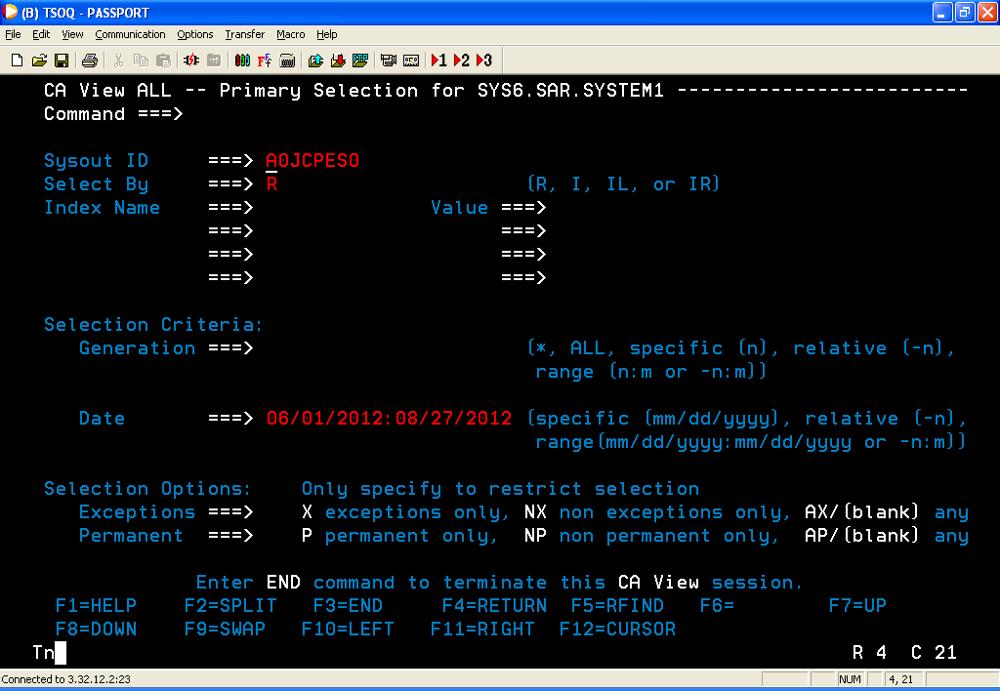 (B) TSOQ - PASSPORT
File Edit View Communication Options Transfer Macro Help
1 2 3
CA View ALL -- Primary Selection for SYS6.SAR.SYSTEM1 -------------------------
Command ===>
Sysout ID ===> A0JCPES0
Select By ===> R (R, I, IL, or IR)
Index Name ===> Value ===>
===> ===>
===> ===>
===> ===>
Selection Criteria:
Generation ===> (*, ALL, specific (n), relative (-n),
range (n:m or -n:m))
Date ===> 06/01/2012:08/27/2012 (specific (mm/dd/yyyy), relative (-n),
range(mm/dd/yyyy:mm/dd/yyyy or -n:m))
Selection Options: Only specify to restrict selection
Exceptions ===> X exceptions only, NX non exceptions only, AX/(blank) any
Permanent ===> P permanent only, NP non permanent only, AP/(blank) any
Enter END command to terminate this CA View session.
F1=HELP F2=SPLIT F3=END F4=RETURN F5=RFIND F6= F7=UP
F8=DOWN F9=SWAP F10=LEFT F11=RIGHT F12=CURSOR
Tn R 4 C 21
Connected to 3.32.12.2:23 NUM 4, 21